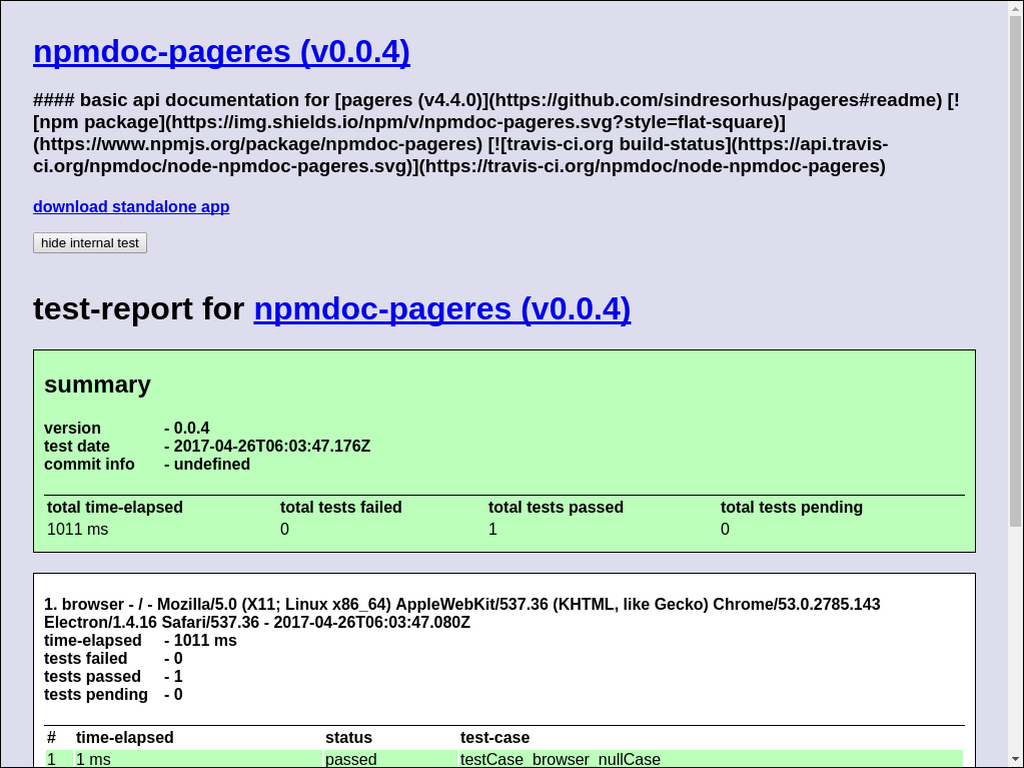 npmdoc-pageres (v0.0.4)
#### basic api documentation for [pageres (v4.4.0)](https://github.com/sindresorhus/pageres#readme) [!
[npm package](https://img.shields.io/npm/v/npmdoc-pageres.svg?style=flat-square)]
(https://www.npmjs.org/package/npmdoc-pageres) [![travis-ci.org build-status](https://api.travis-
ci.org/npmdoc/node-npmdoc-pageres.svg)](https://travis-ci.org/npmdoc/node-npmdoc-pageres)
download standalone app
hide internal test
test-report for npmdoc-pageres (v0.0.4)
summary
version - 0.0.4
test date - 2017-04-26T06:03:47.176Z
commit info - undefined
total time-elapsed total tests failed total tests passed total tests pending
1011 ms 0 1 0
1. browser - / - Mozilla/5.0 (X11; Linux x86_64) AppleWebKit/537.36 (KHTML, like Gecko) Chrome/53.0.2785.143
Electron/1.4.16 Safari/537.36 - 2017-04-26T06:03:47.080Z
time-elapsed - 1011 ms
tests failed - 0
tests passed - 1
tests pending - 0
# time-elapsed status test-case
1 1 ms passed testCase_browser_nullCase